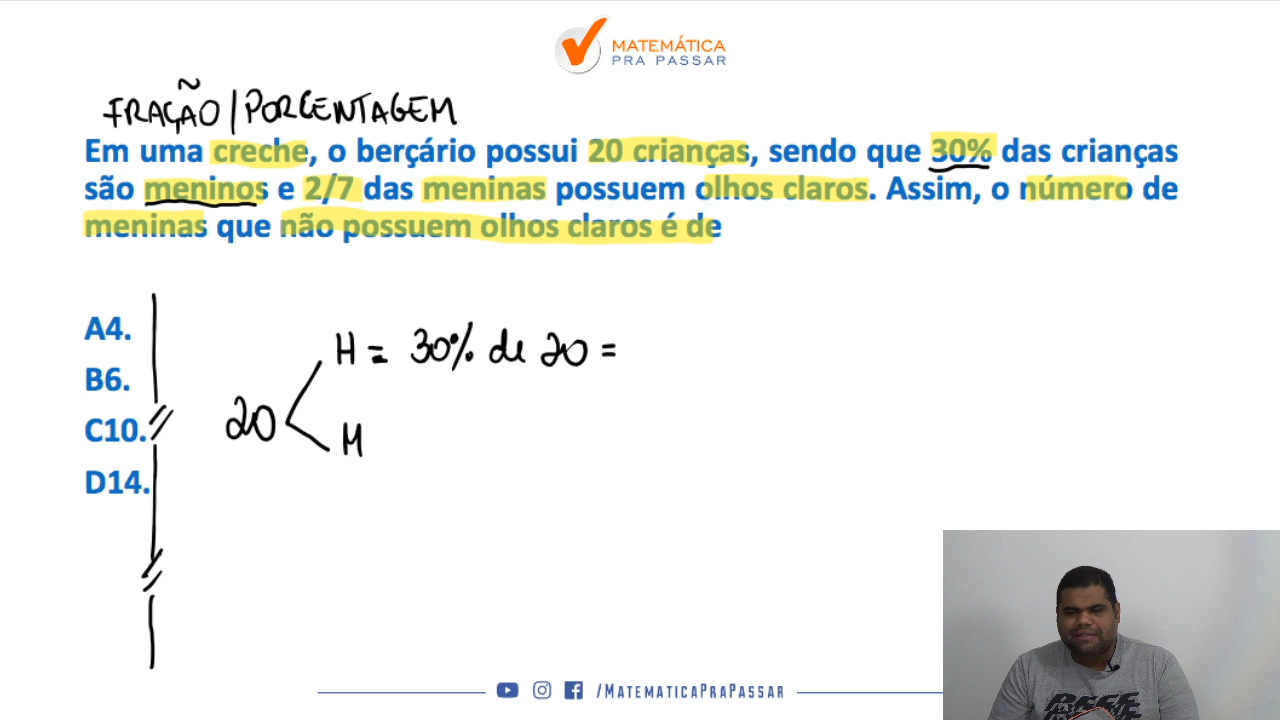 MATEMÁTICA
PRA PASSAR
FRAÇÃO/PORCENTAGEM
Em uma creche, o berçário possui 20 crianças, sendo que 30% das crianças
são meninos e 2/7 das meninas possuem olhos claros. Assim, o número de
meninas que não possuem olhos claros é de
A4.
B6.
C10.
D14.
H = 30% de 20 =
20
M
/MatematicaPraPassar